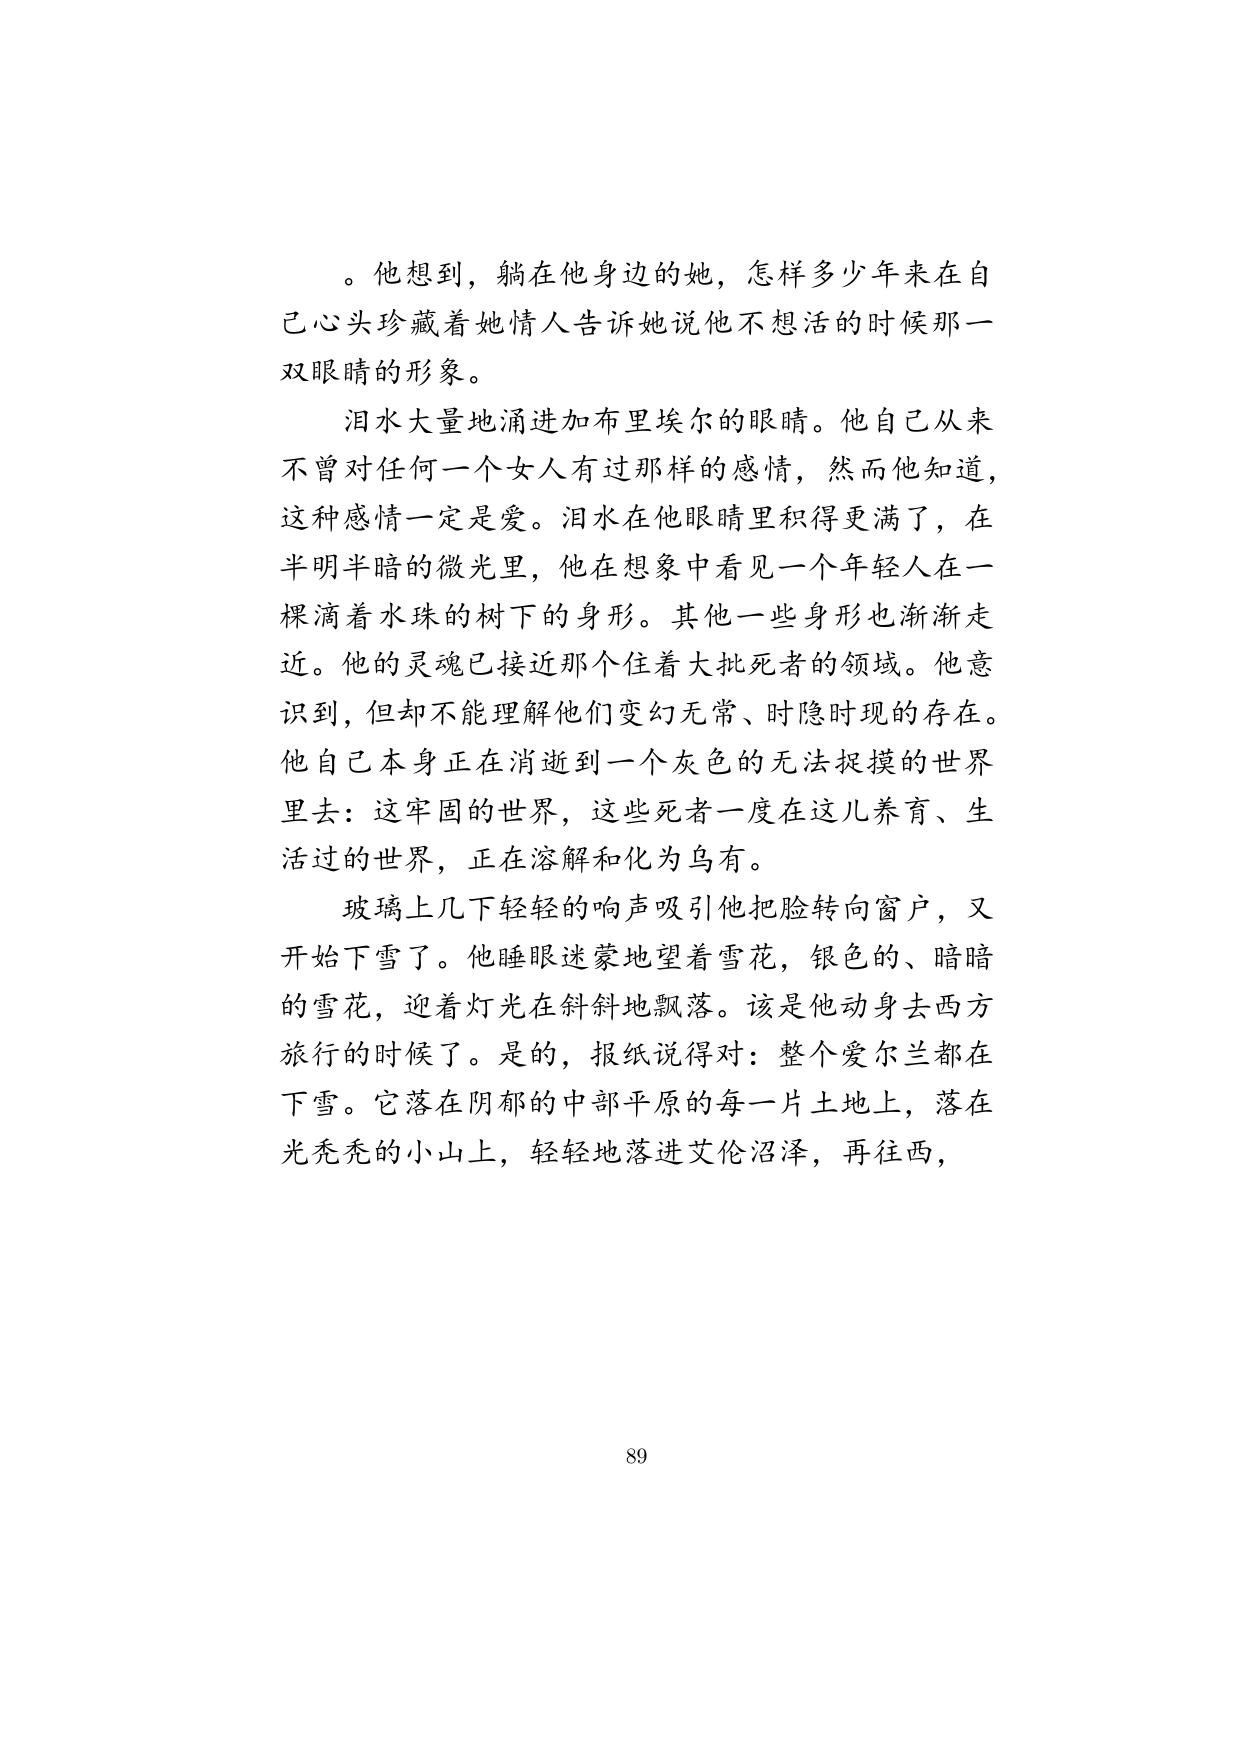 。他想到，躺在他身边的她，怎样多少年来在自
己心头珍藏着她情人告诉她说他不想活的时候那一
双眼睛的形象。
泪水大量地涌进加布里埃尔的眼睛。他自己从来
不曾对任何一个女人有过那样的感情，然而他知道，
这种感情一定是爱。泪水在他眼睛里积得更满了，在
半明半暗的微光里，他在想象中看见一个年轻人在一
棵滴着水珠的树下的身形。其他一些身形也渐渐走
近。他的灵魂已接近那个住着大批死者的领域。他意
识到，但却不能理解他们变幻无常、时隐时现的存在。
他自己本身正在消逝到一个灰色的无法捉摸的世界
里去：这牢固的世界，这些死者一度在这儿养育、生
活过的世界，正在溶解和化为乌有。
玻璃上几下轻轻的响声吸引他把脸转向窗户，又
开始下雪了。他睡眼迷蒙地望着雪花，银色的、暗暗
的雪花，迎着灯光在斜斜地飘落。该是他动身去西方
旅行的时候了。是的，报纸说得对：整个爱尔兰都在
下雪。它落在阴郁的中部平原的每一片土地上，落在
光秃秃的小山上，轻轻地落进艾伦沼泽，再往西，
89